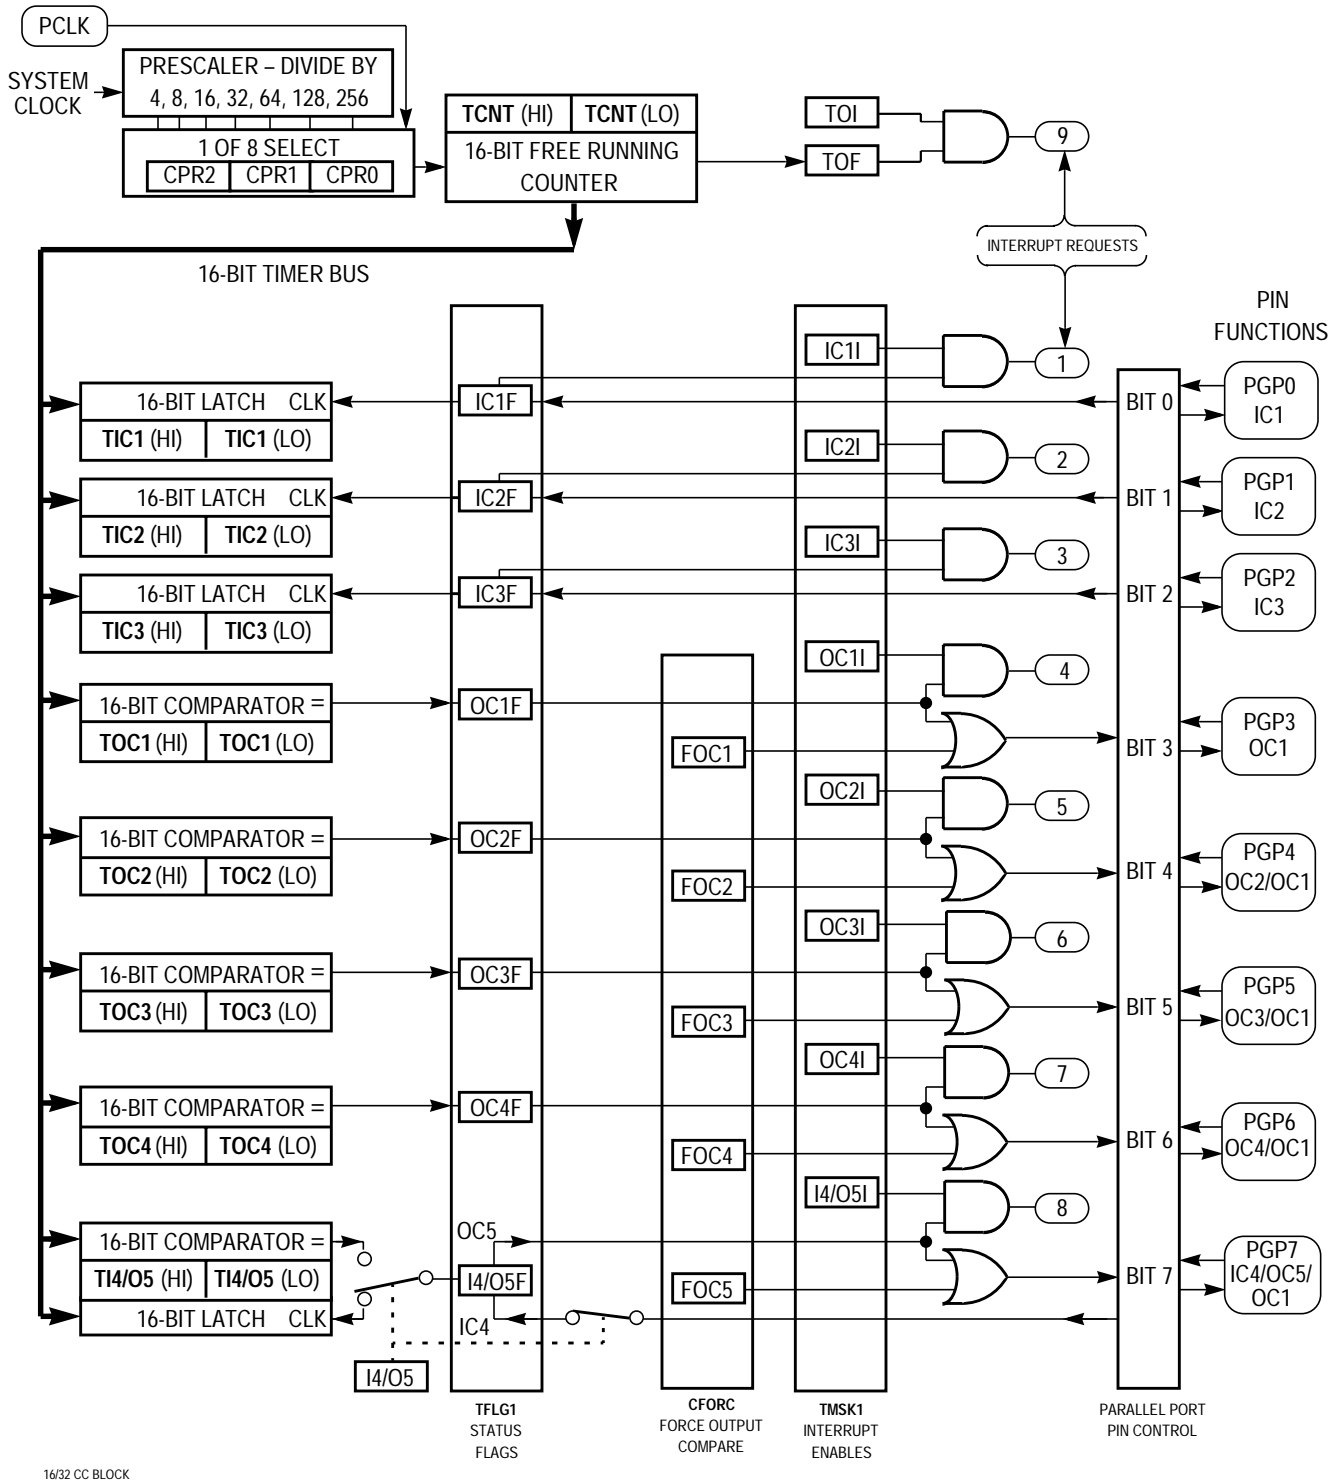 PCLK
SYSTEM
CLOCK
PRESCALER – DIVIDE BY
4, 8, 16, 32, 64, 128, 256
1 OF 8 SELECT
CPR2 CPR1 CPR0
TCNT (HI) TCNT (LO)
16-BIT FREE RUNNING
COUNTER
TOI
TOF
9
INTERRUPT REQUESTS
16-BIT TIMER BUS
PIN
FUNCTIONS
IC1I
1
16-BIT LATCH CLK
TIC1 (HI) TIC1 (LO)
IC1F
BIT 0
PGP0
IC1
IC2I
2
16-BIT LATCH CLK
TIC2 (HI) TIC2 (LO)
IC2F
BIT 1
PGP1
IC2
IC3I
3
16-BIT LATCH CLK
TIC3 (HI) TIC3 (LO)
IC3F
BIT 2
PGP2
IC3
OC1I
4
16-BIT COMPARATOR =
TOC1 (HI) TOC1 (LO)
OC1F
FOC1
BIT 3
PGP3
OC1
OC2I
5
16-BIT COMPARATOR =
TOC2 (HI) TOC2 (LO)
OC2F
FOC2
BIT 4
PGP4
OC2/OC1
OC3I
6
16-BIT COMPARATOR =
TOC3 (HI) TOC3 (LO)
OC3F
FOC3
BIT 5
PGP5
OC3/OC1
OC4I
7
16-BIT COMPARATOR =
TOC4 (HI) TOC4 (LO)
OC4F
FOC4
BIT 6
PGP6
OC4/OC1
I4/O5I
8
16-BIT COMPARATOR =
TI4/O5 (HI) TI4/O5 (LO)
16-BIT LATCH CLK
OC5
I4/O5F
IC4
FOC5
BIT 7
PGP7
IC4/OC5/
OC1
I4/O5
TFLG1
STATUS
FLAGS
CFORC
FORCE OUTPUT
COMPARE
TMSK1
INTERRUPT
ENABLES
PARALLEL PORT
PIN CONTROL
16/32 CC BLOCK